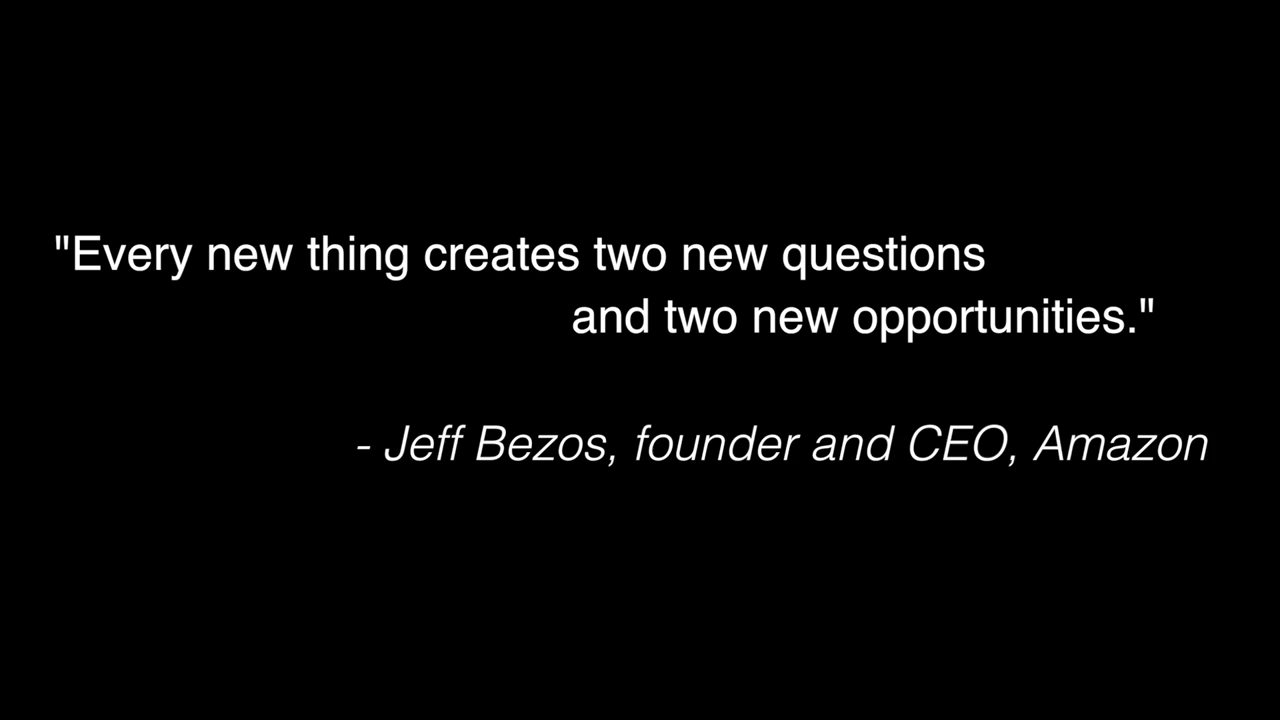 "Every new thing creates two new questions
and two new opportunities."
- Jeff Bezos, founder and CEO, Amazon